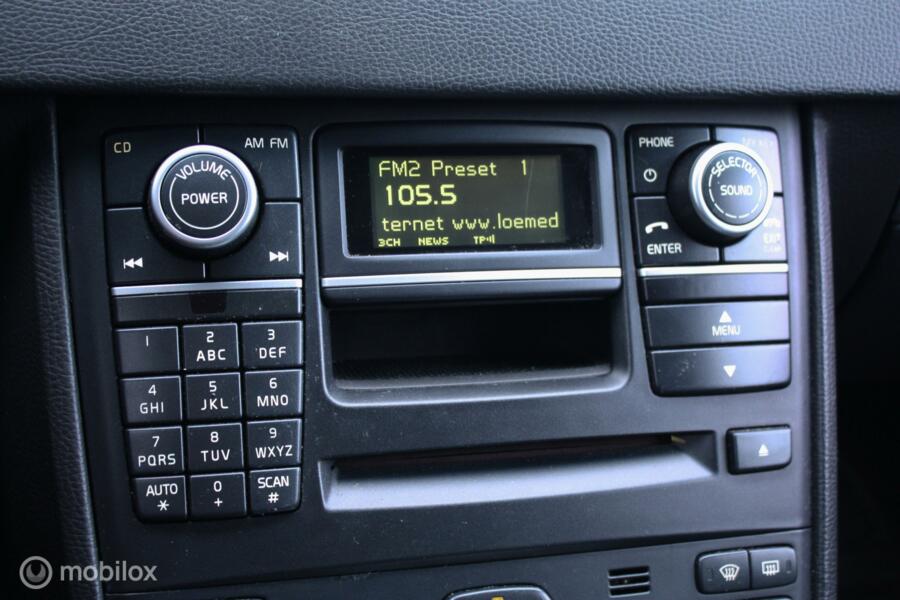 CD
AM FM
VOLUME
POWER
FM2 Preset 1
105.5
ternet www.loemed
3CH NEWS TP
PHONE
SELECTOR
SOUND
ENTER
EXIT
MENU
1
2
ABC
3
DEF
4
GHI
5
JKL
6
MNO
7
PQRS
8
TUV
9
WXYZ
AUTO
*
0
+
SCAN
#
mobilox